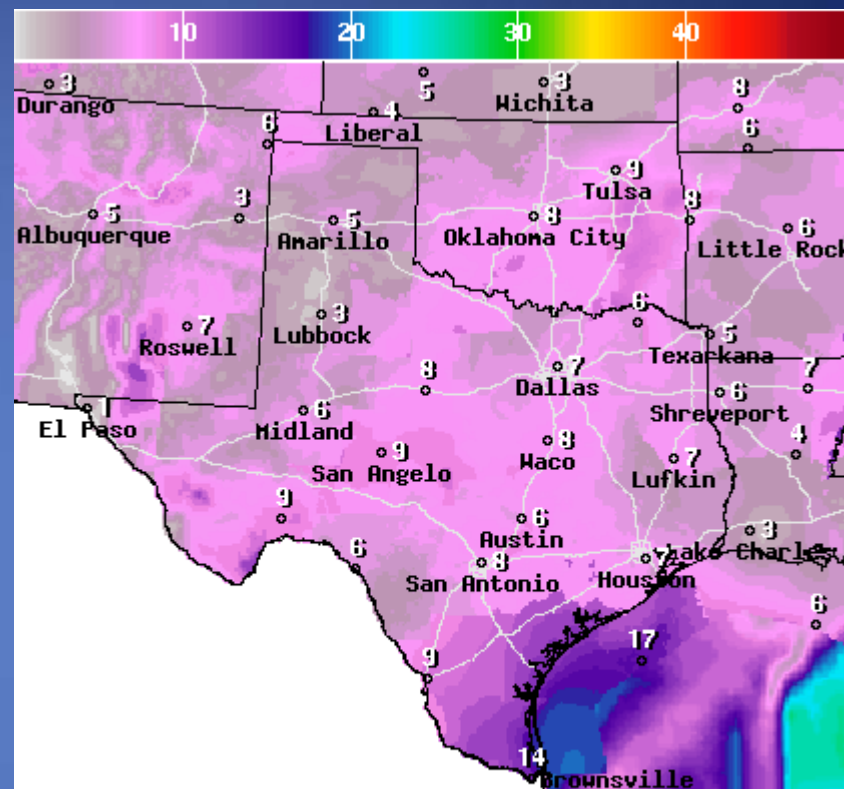 10 20 30 40
3 5 3 8
Durango Wichita
4
Liberal
6 6
9
Tulsa
5 3 5 8 8 6
Albuquerque Amarillo Oklahoma City Little Rock
7 3 6 5
Roswell Lubbock Texarkana
7 8 7
Dallas
6
1 6 Shreveport
El Paso Midland
9 8 4
San Angelo Waco 7
Lufkin
9 6 3
Austin
6 8 7 Lake Charles
San Antonio Houston
6
17
9
14
Brownsville